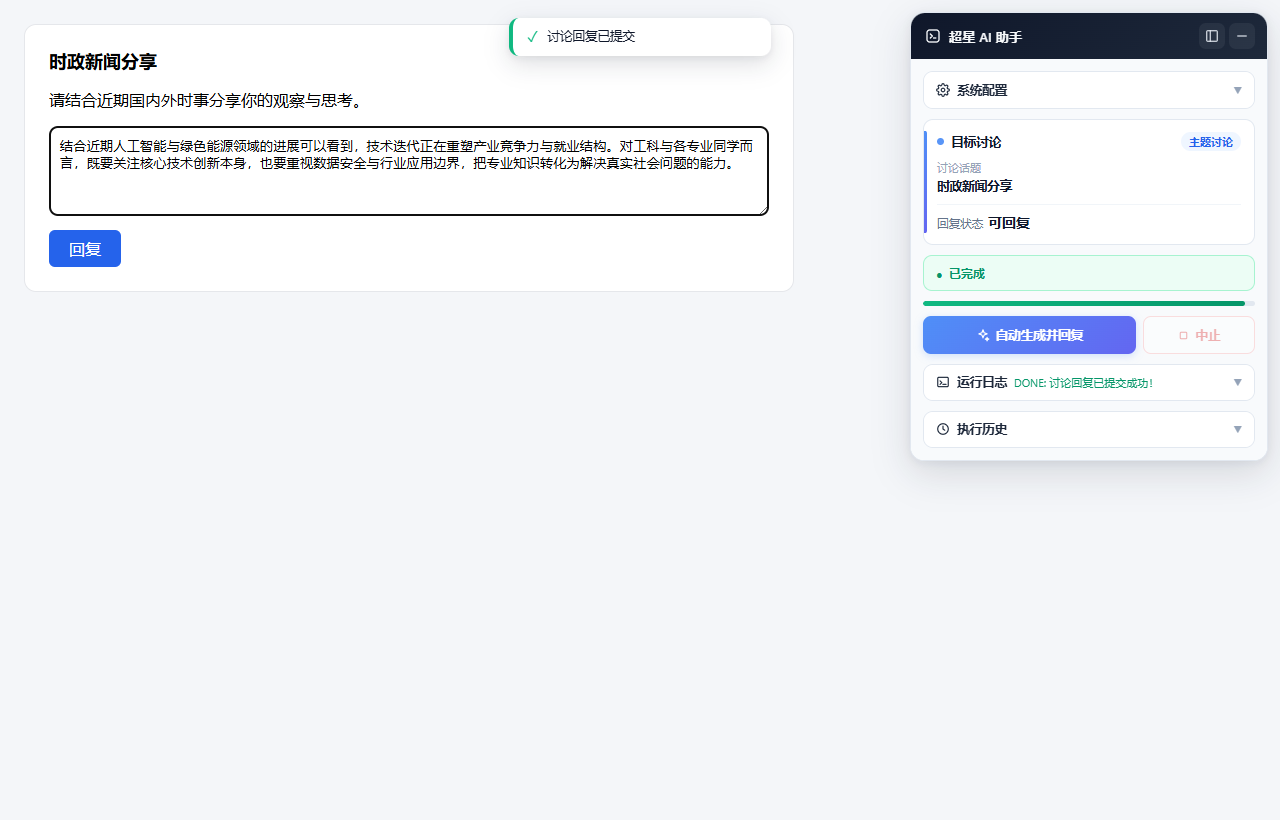 讨论回复已提交
时政新闻分享
请结合近期国内外时事分享你的观察与思考。
结合近期人工智能与绿色能源领域的进展可以看到，技术迭代正在重塑产业竞争力与就业结构。对工科与各专业同学而
言，既要关注核心技术创新本身，也要重视数据安全与行业应用边界，把专业知识转化为解决真实社会问题的能力。
回复
超星 AI 助手
系统配置
目标讨论
主题讨论
讨论话题
时政新闻分享
回复状态 可回复
已完成
自动生成并回复
中止
运行日志 DONE: 讨论回复已提交成功！
执行历史